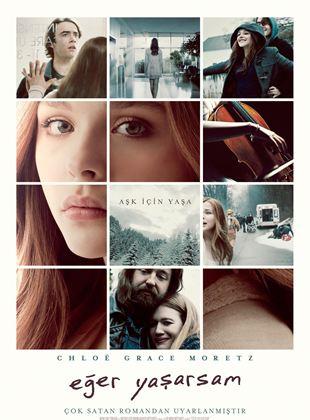 AŞK İÇİN YAŞA
CHLOË GRACE MORETZ
eğer yaşarsam
ÇOK SATAN ROMANDAN UYARLANMIŞTIR